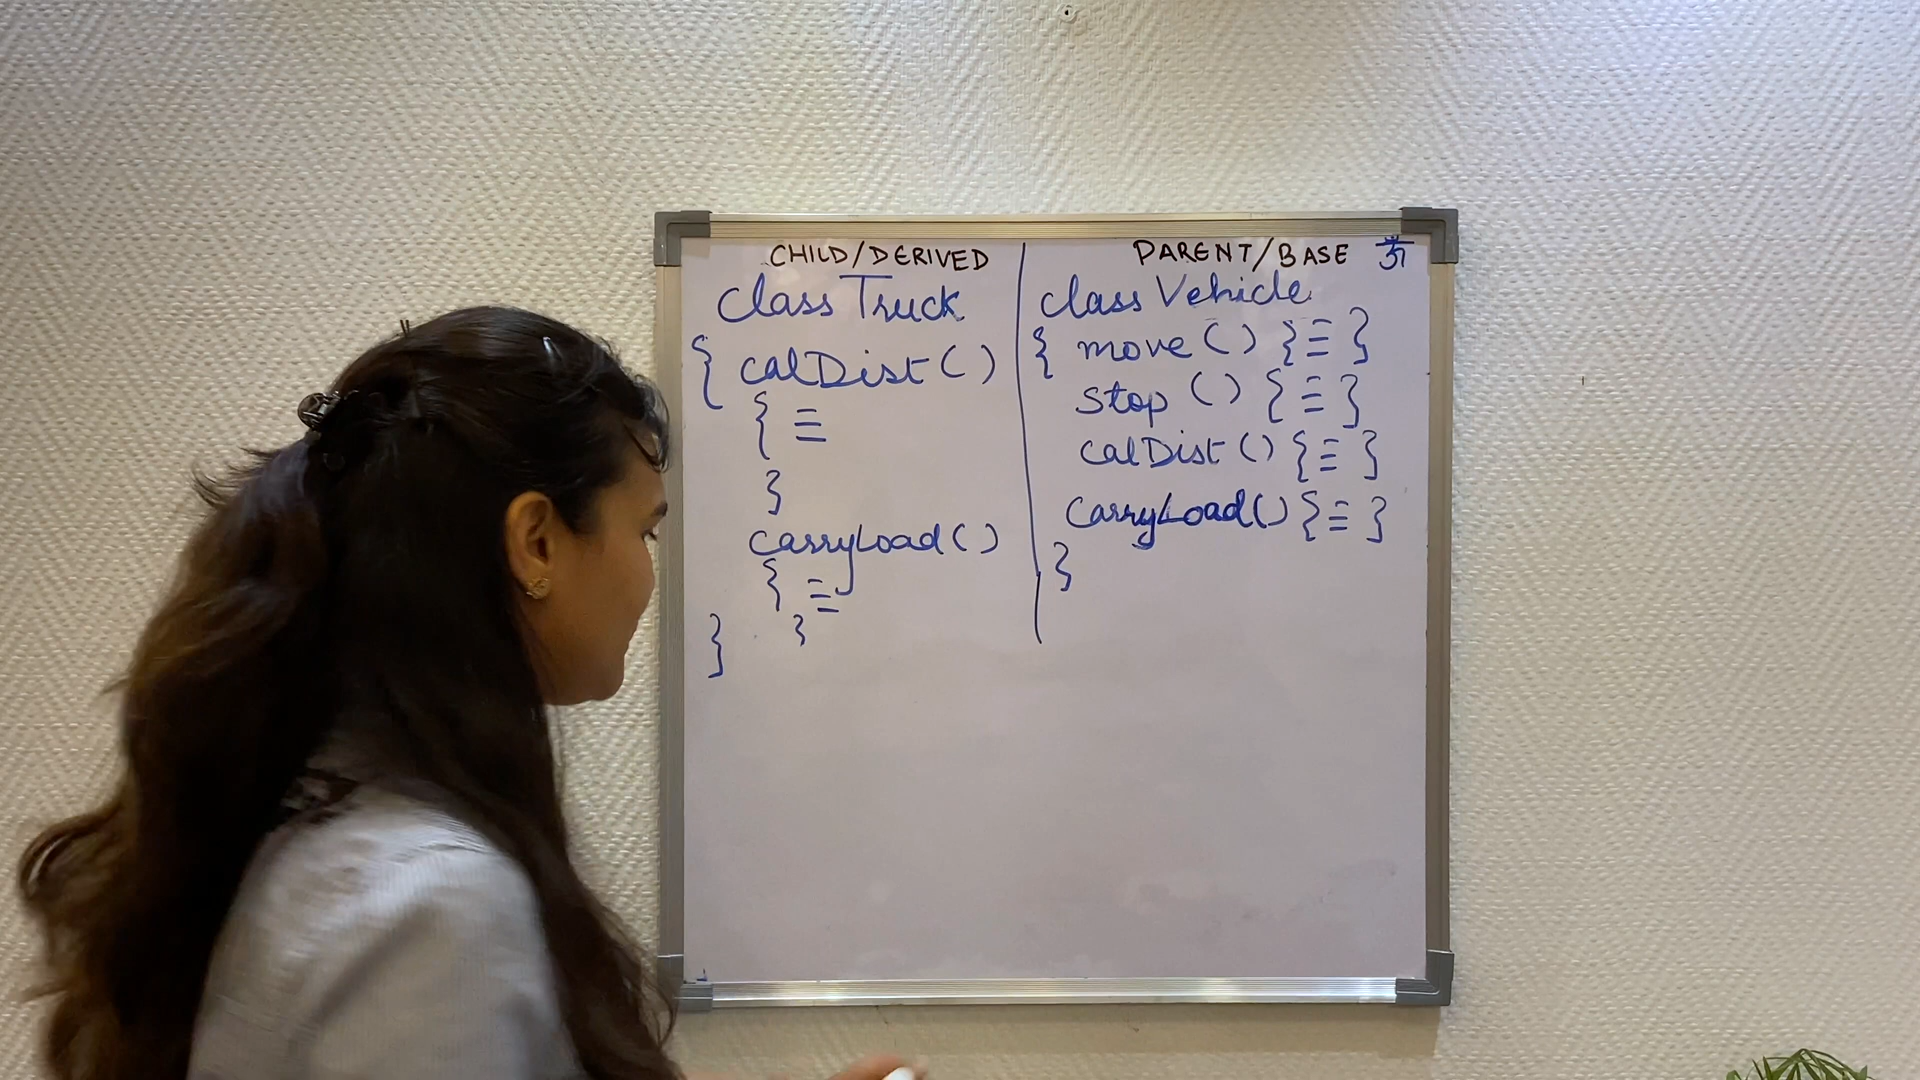 CHILD/DERIVED
class Truck
{ calDist()
{ ≡
}
carryLoad()
{ ≡
}
}
PARENT/BASE
class Vehicle
{ move() { ≡ }
stop() { ≡ }
calDist() { ≡ }
carryLoad() { ≡ }
}